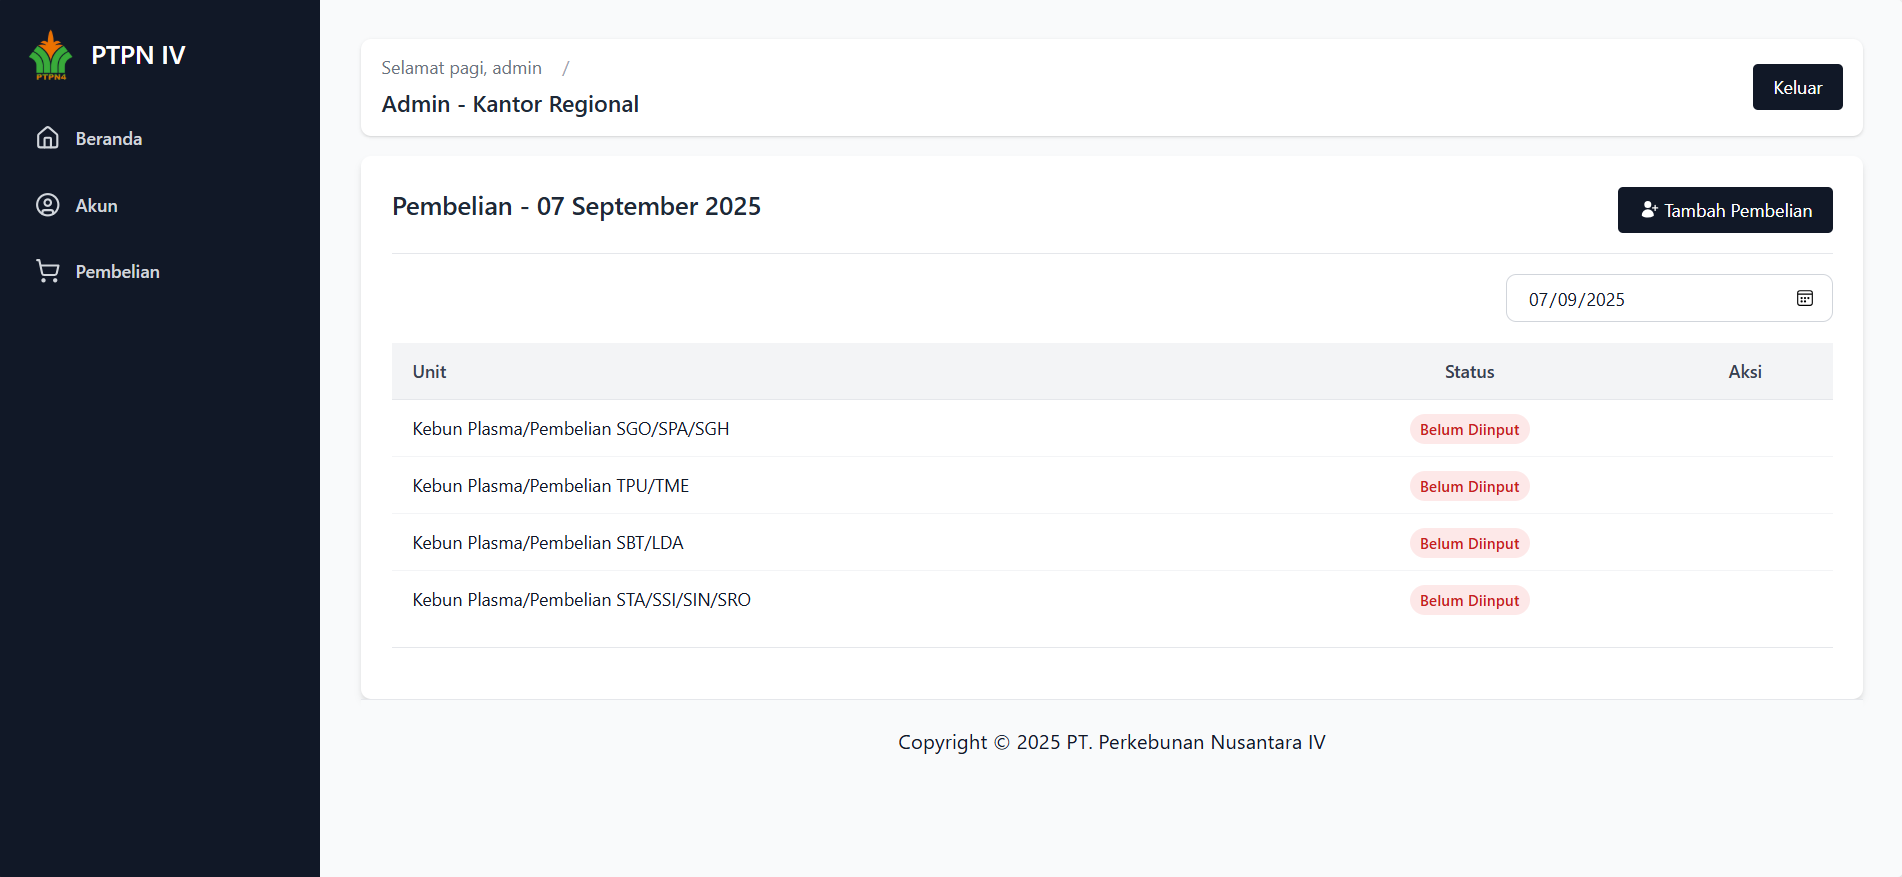 PTPN4
PTPN IV
Beranda
Akun
Pembelian
Selamat pagi, admin /
Admin - Kantor Regional
Keluar
Pembelian - 07 September 2025
Tambah Pembelian
07/09/2025
Unit Status Aksi
Kebun Plasma/Pembelian SGO/SPA/SGH Belum Diinput
Kebun Plasma/Pembelian TPU/TME Belum Diinput
Kebun Plasma/Pembelian SBT/LDA Belum Diinput
Kebun Plasma/Pembelian STA/SSI/SIN/SRO Belum Diinput
Copyright © 2025 PT. Perkebunan Nusantara IV